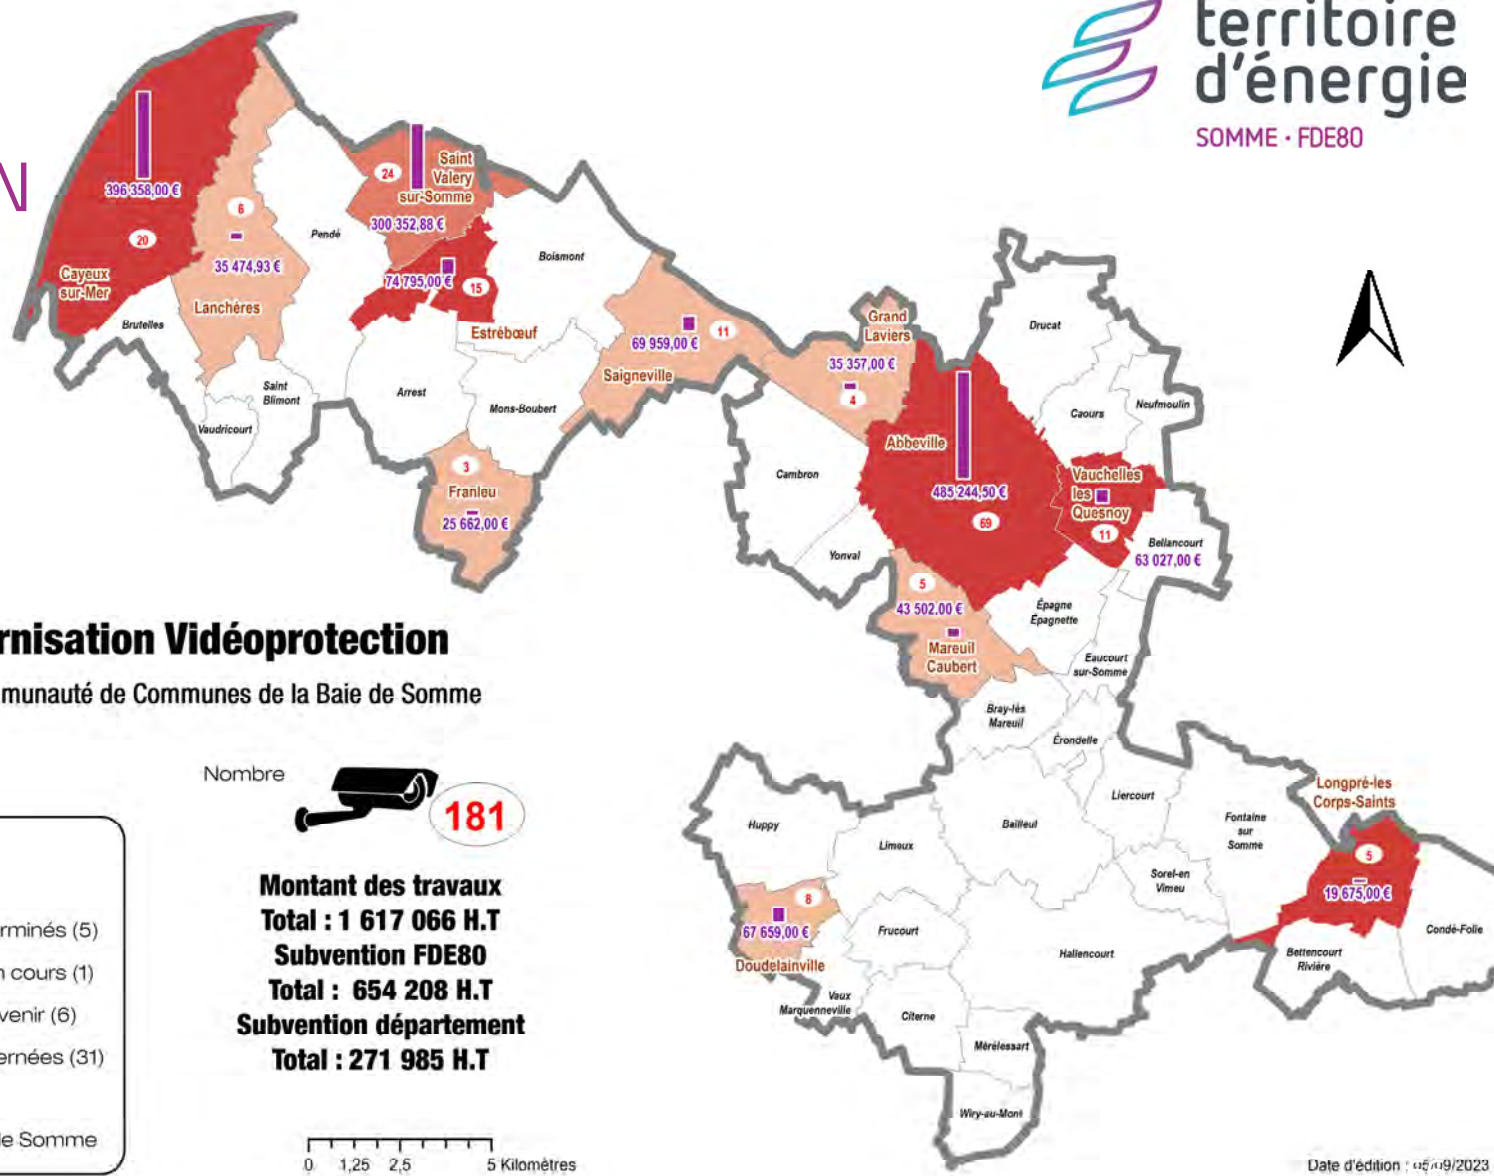 territoire
d'énergie
SOMME · FDE80
N
396 358,00 €
20
Cayeux
sur-Mer
Brutelles
6
35 474,93 €
Lanchères
Pendé
24
Saint
Valery
sur-Somme
300 352,88 €
74 795,00 €
15
Estrébœuf
Boismont
Saint
Blimont
Vaudricourt
Arrest
Mons-Boubert
69 959,00 €
11
Saigneville
3
Franleu
25 662,00 €
Grand
Laviers
35 357,00 €
4
Drucat
Caours
Neufmoulin
Abbeville
485 244,50 €
69
Cambron
Yonval
Vauchelles
les
Quesnoy
11
Bellancourt
63 027,00 €
5
43 502,00 €
Mareuil
Caubert
Épagne
Épagnette
Eaucourt
sur-Somme
Bray-lès
Mareuil
Érondelle
rnisation Vidéoprotection
munauté de Communes de la Baie de Somme
Nombre
181
Montant des travaux
Total : 1 617 066 H.T
Subvention FDE80
Total : 654 208 H.T
Subvention département
Total : 271 985 H.T
rminés (5)
n cours (1)
venir (6)
ernées (31)
de Somme
0 1,25 2,5 5 Kilomètres
Huppy
Limeux
Bailleul
Liercourt
Fontaine
sur
Somme
Longpré-les
Corps-Saints
5
19 675,00 €
Sorel-en
Vimeu
8
67 659,00 €
Doudelainville
Frucourt
Hallencourt
Bettencourt
Rivière
Condé-Folie
Vaux
Marquenneville
Citerne
Mérélessart
Wiry-au-Mont
Date d'édition : 05/09/2023